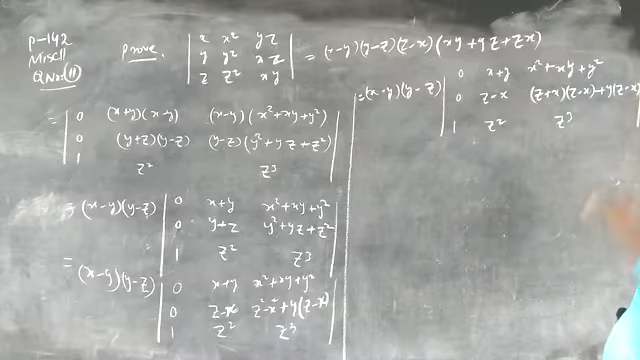 P-142
Misc11
Q No. (11)
Prove.
| x x² yz |
| y y² xz | = (x-y)(y-z)(z-x)(xy+yz+zx)
| z z² xy |
= | 0 (x+y)(x-y) (x-y)(x²+xy+y²) |
| 0 (y+z)(y-z) (y-z)(y²+yz+z²) |
| 1 z² z³ |
= (x-y)(y-z) | 0 x+y x²+xy+y² |
| 0 y+z y²+yz+z² |
| 1 z² z³ |
= (x-y)(y-z) | 0 x+y x²+xy+y² |
| 0 z-x z²-x²+y(z-x) |
| 1 z² z³ |
= (x-y)(y-z) | 0 x+y x²+xy+y² |
| 0 z-x (z+x)(z-x)+y(z-x) |
| 1 z² z³ |